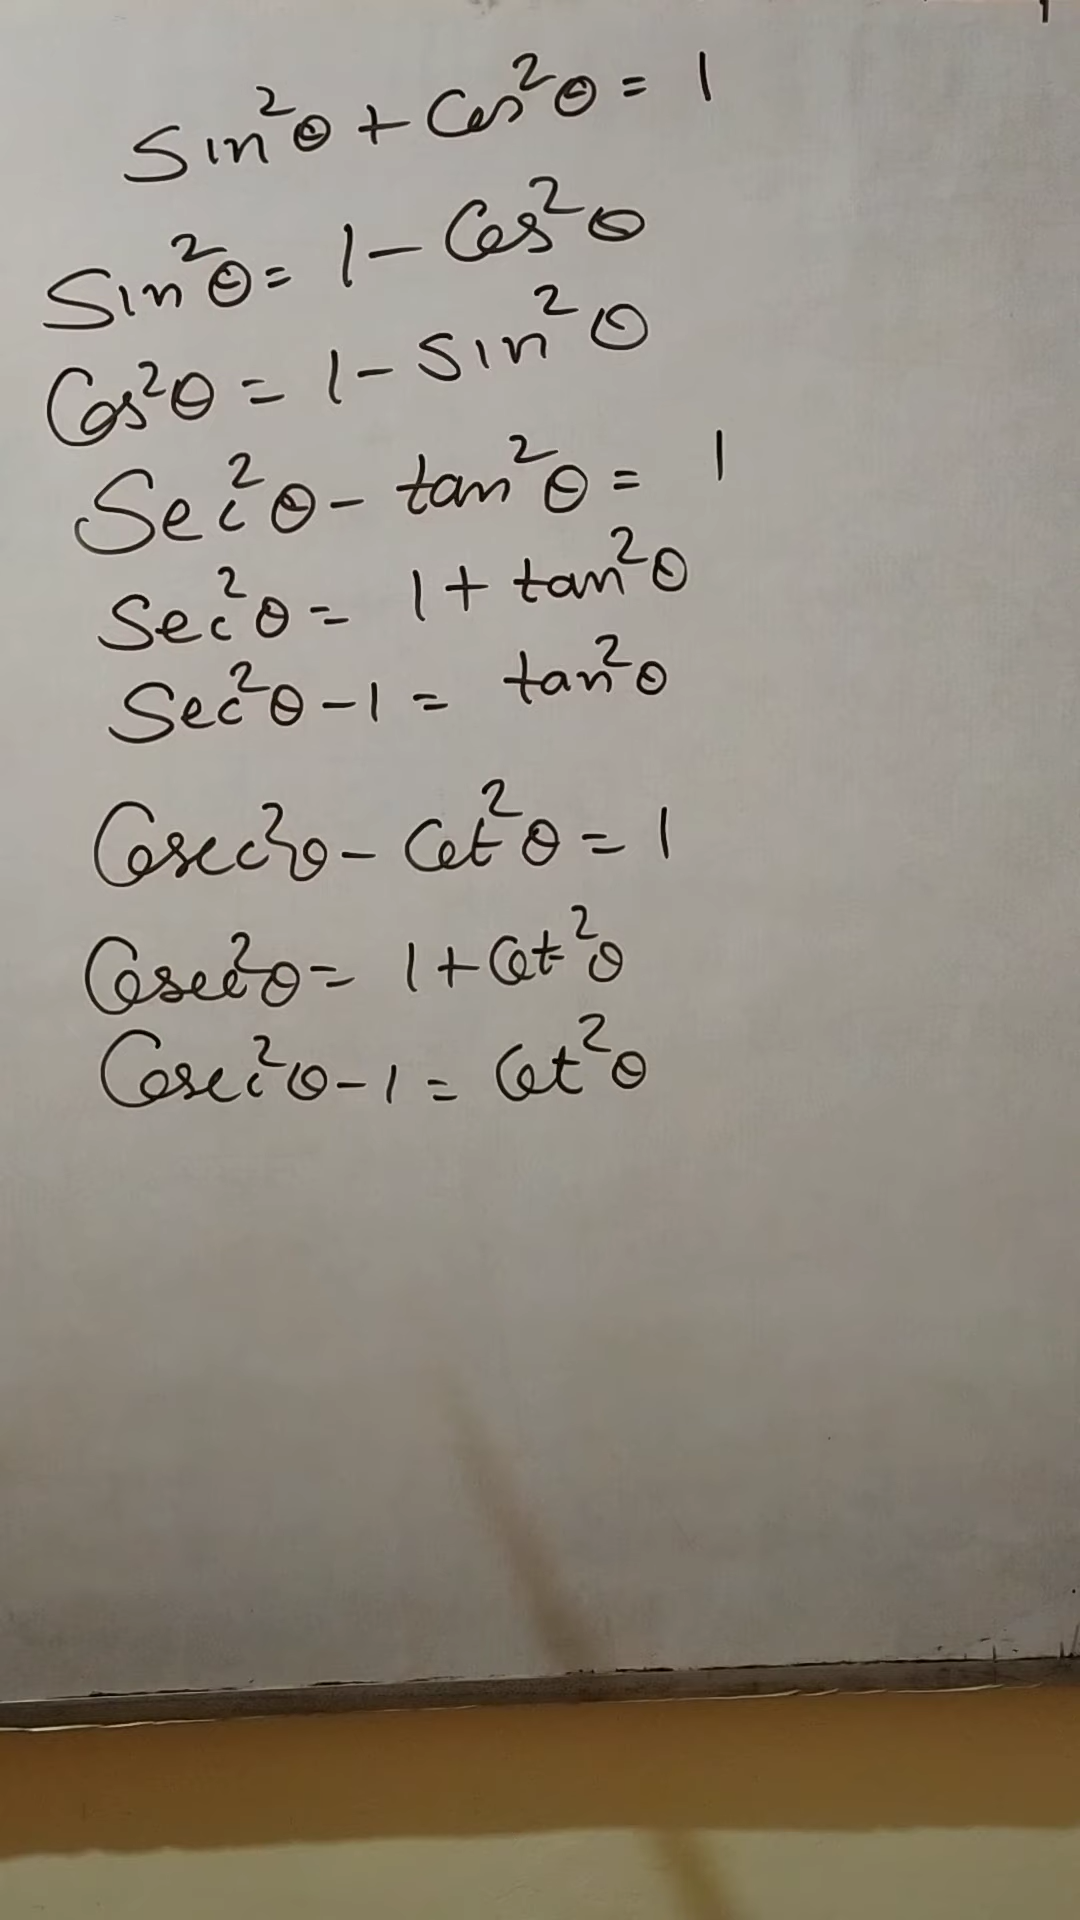 Sin²θ + Cos²θ = 1
Sin²θ = 1 - Cos²θ
Cos²θ = 1 - Sin²θ
Sec²θ - tan²θ = 1
Sec²θ = 1 + tan²θ
Sec²θ - 1 = tan²θ
Cosec²θ - Cot²θ = 1
Cosec²θ = 1 + Cot²θ
Cosec²θ - 1 = Cot²θ